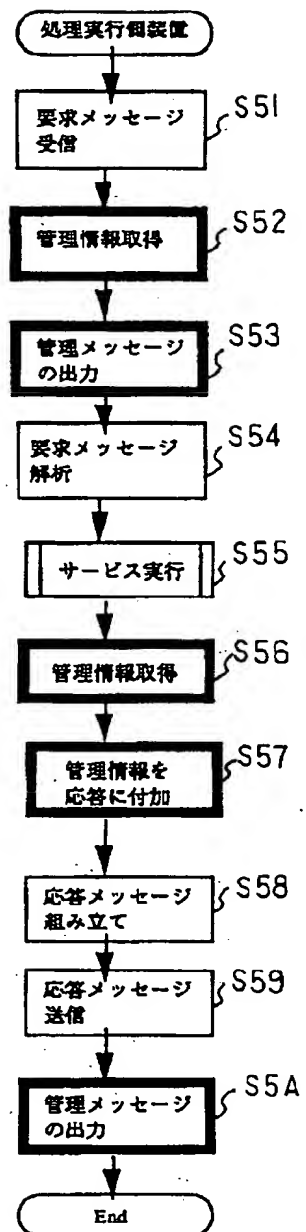 処理実行側装置
要求メッセージ
受信
S51
管理情報取得
S52
管理メッセージ
の出力
S53
要求メッセージ
解析
S54
サービス実行
S55
管理情報取得
S56
管理情報を
応答に付加
S57
応答メッセージ
組み立て
S58
応答メッセージ
送信
S59
管理メッセージ
の出力
S5A
End